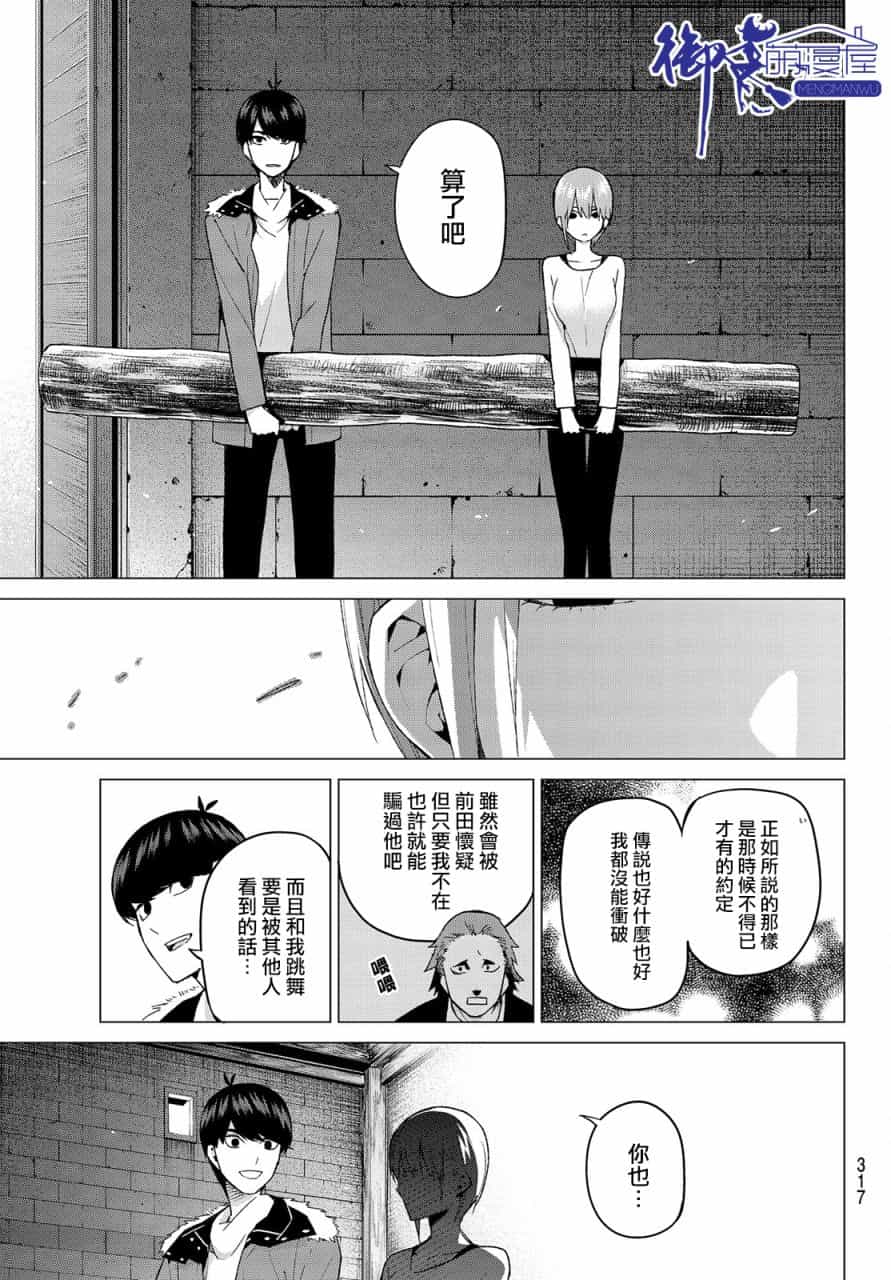 御萌漫屋
MENGMANWU
算了吧
正如所說的那樣
是那時候不得已
才有的約定
傳說也好什麼也好
我都沒能衝破
雖然會被
前田懷疑
但只要我不在
也許就能
騙過他吧
喂喂
而且和我跳舞
要是被其他人
看到的話…
你也…
317